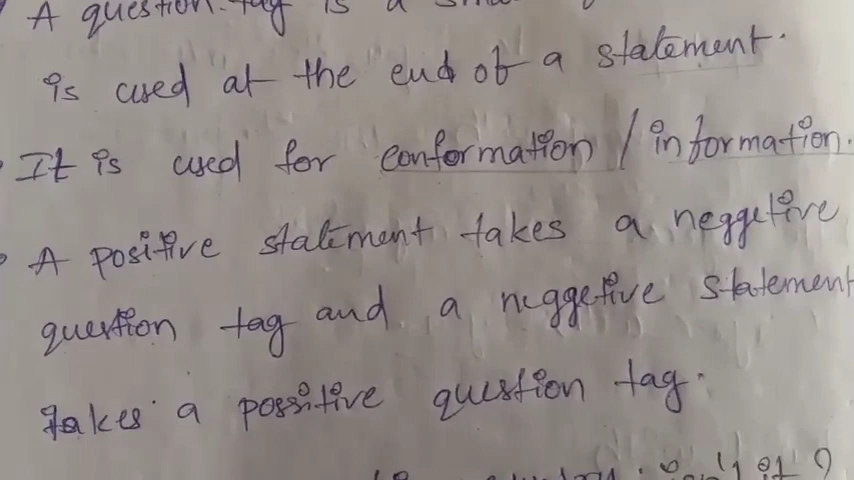 A question tag is a
is used at the end of a statement.
It is used for conformation / information.
A positive statement takes a neggetive
question tag and a neggetive statement
takes a possitive question tag.